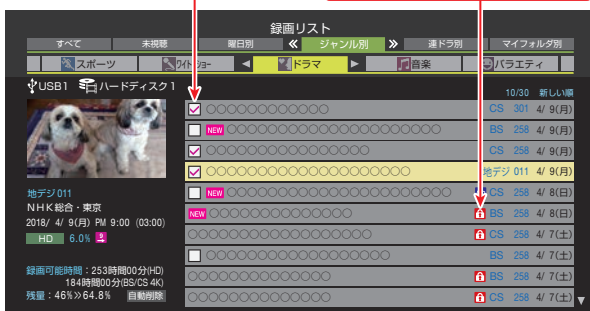 録画リスト
すべて 未視聴 曜日別 ≪ ジャンル別 ≫ 連ドラ別 マイフォルダ別
スポーツ ワイドショー ◀ ドラマ ▶ 音楽 バラエティ
USB1 ハードディスク1
10/30 新しい順
○○○○○○○○○○○○ CS 301 4/ 9(月)
NEW ○○○○○○○○○○○○○○○○○○○○ BS 258 4/ 9(月)
○○○○○○○○○○○○○ CS 258 4/ 9(月)
○○○○○○○○○○○○○○○○○○○○ 地デジ 011 4/ 9(月)
NEW ○○○○○○○○○○○○○○○○○○○○○ CS 258 4/ 8(日)
NEW ○○○○○○○○○○○○○ BS 258 4/ 8(日)
○○○○○○○○○○○○○○○○○○ CS 258 4/ 7(土)
○○○○○○○○○○○○○○○○○○ BS 258 4/ 7(土)
○○○○○○○○○○○○○ BS 258 4/ 7(土)
○○○○○○○○○○○○○ CS 258 4/ 7(土) ▼
地デジ 011
NHK総合・東京
2018/ 4/ 9(月) PM 9:00 (03:00)
HD 6.0%
録画可能時間：253時間00分(HD)
184時間00分(BS/CS 4K)
残量：46%≫64.8% 自動削除